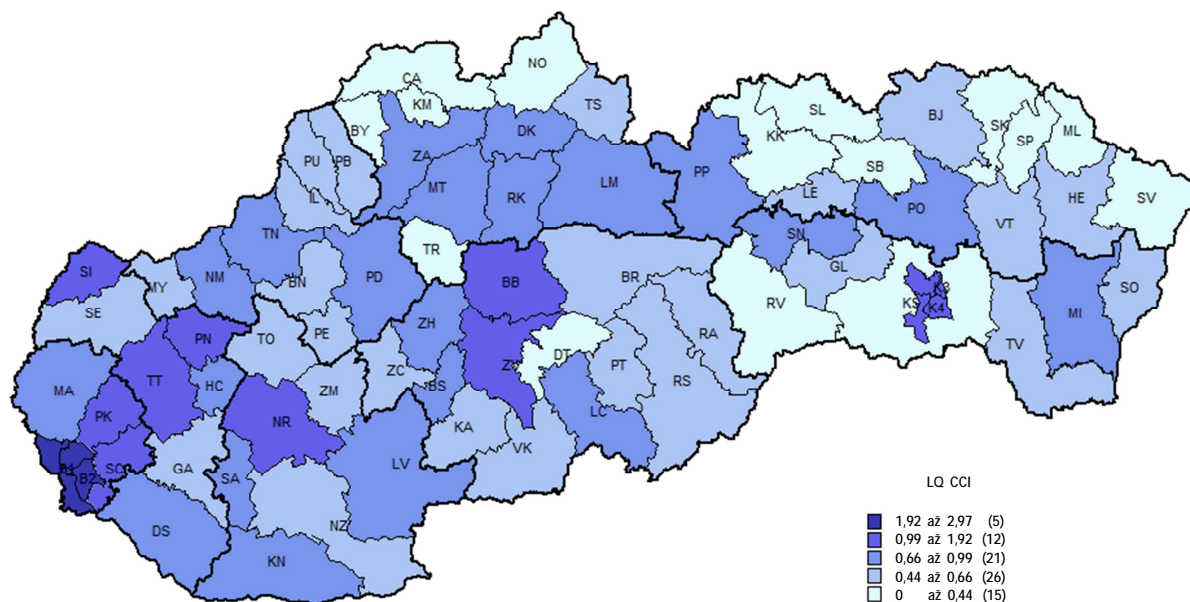 NO
CA
KM
TS
BY
DK
PU
PB
ZA
MT
IL
RK
LM
PP
KK
SL
SB
LE
BJ
SK
SP
ML
HE
SV
PO
VT
SN
GL
TN
TR
SI
MY
NM
BN
PD
BB
BR
RV
KS
K3
K4
MI
SO
SE
PN
TO
PE
ZH
DT
RA
TV
MA
TT
HC
ZM
ZC
BS
PT
RS
PK
NR
KA
LC
VK
B2
SC
GA
SA
LV
DS
NZ
KN
LQ CCI
1,92 až 2,97 (5)
0,99 až 1,92 (12)
0,66 až 0,99 (21)
0,44 až 0,66 (26)
0 až 0,44 (15)